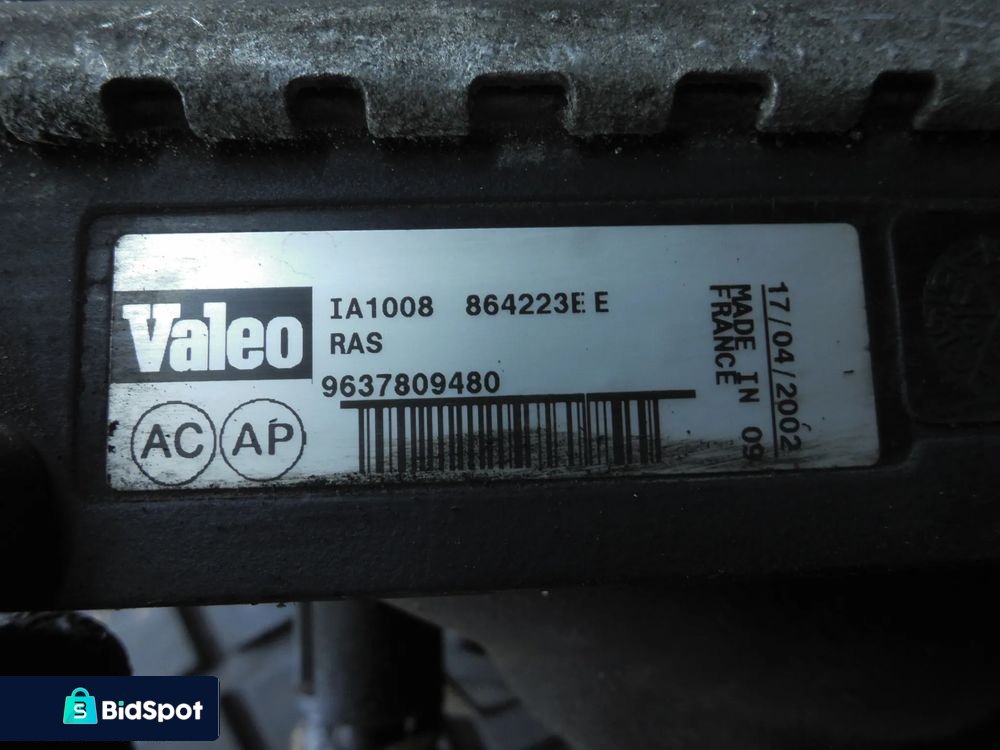 Valeo
IA1008 864223E E
RAS
9637809480
AC AP
17/04/2002
MADE IN 09
FRANCE
BidSpot